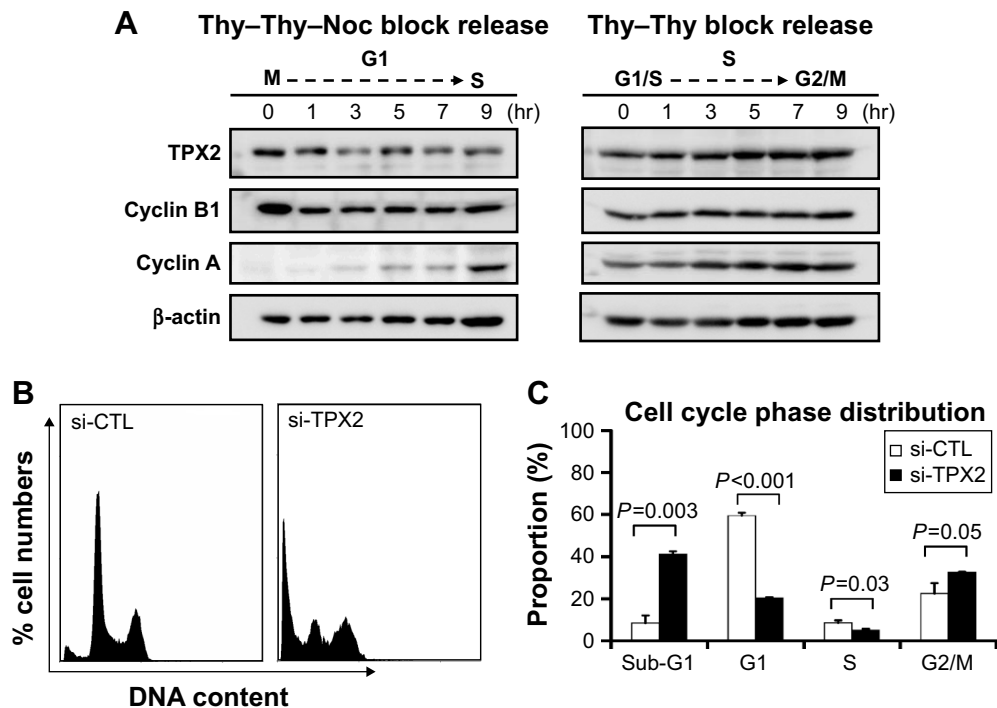 A
Thy–Thy–Noc block release
Thy–Thy block release
G1
M
S
S
G1/S
G2/M
0 1 3 5 7 9 (hr)
0 1 3 5 7 9 (hr)
TPX2
Cyclin B1
Cyclin A
β-actin
B
si-CTL
si-TPX2
% cell numbers
DNA content
C
Cell cycle phase distribution
Proportion (%)
100
80
60
40
20
0
si-CTL
si-TPX2
P=0.003
P<0.001
P=0.03
P=0.05
Sub-G1
G1
S
G2/M